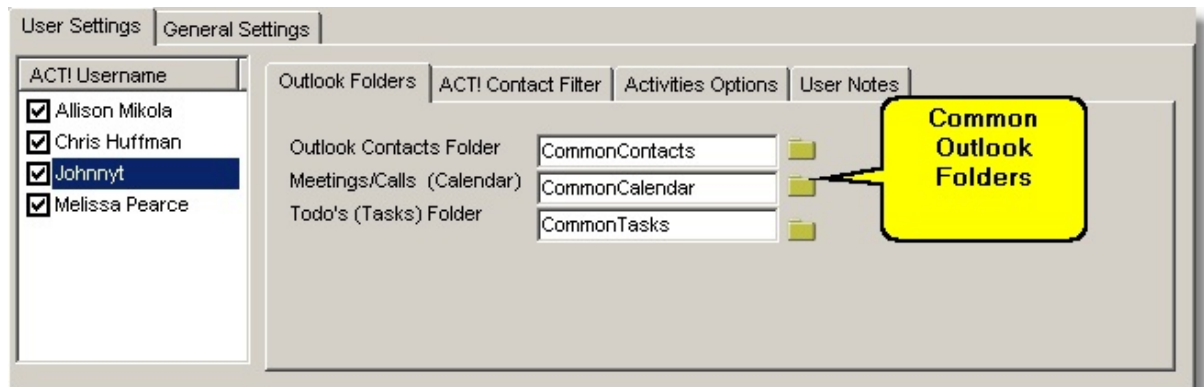 User Settings
General Settings
ACT! Username
Allison Mikola
Chris Huffman
Johnnyt
Melissa Pearce
Outlook Folders
ACT! Contact Filter
Activities Options
User Notes
Outlook Contacts Folder
CommonContacts
Meetings/Calls (Calendar)
CommonCalendar
Todo's (Tasks) Folder
CommonTasks
Common
Outlook
Folders